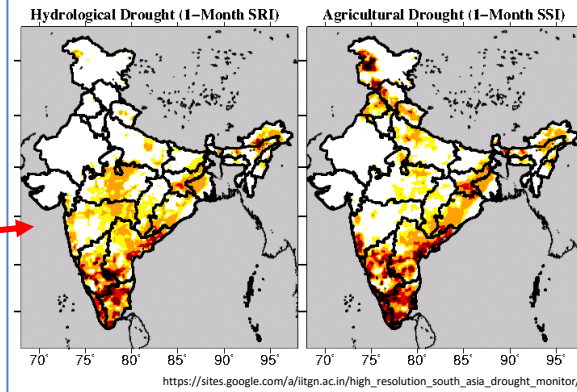 Hydrological Drought (1−Month SRI)
Agricultural Drought (1−Month SSI)
70˚ 75˚ 80˚ 85˚ 90˚ 95˚
70˚ 75˚ 80˚ 85˚ 90˚ 95˚
https://sites.google.com/a/iitgn.ac.in/high_resolution_south_asia_drought_monitor/